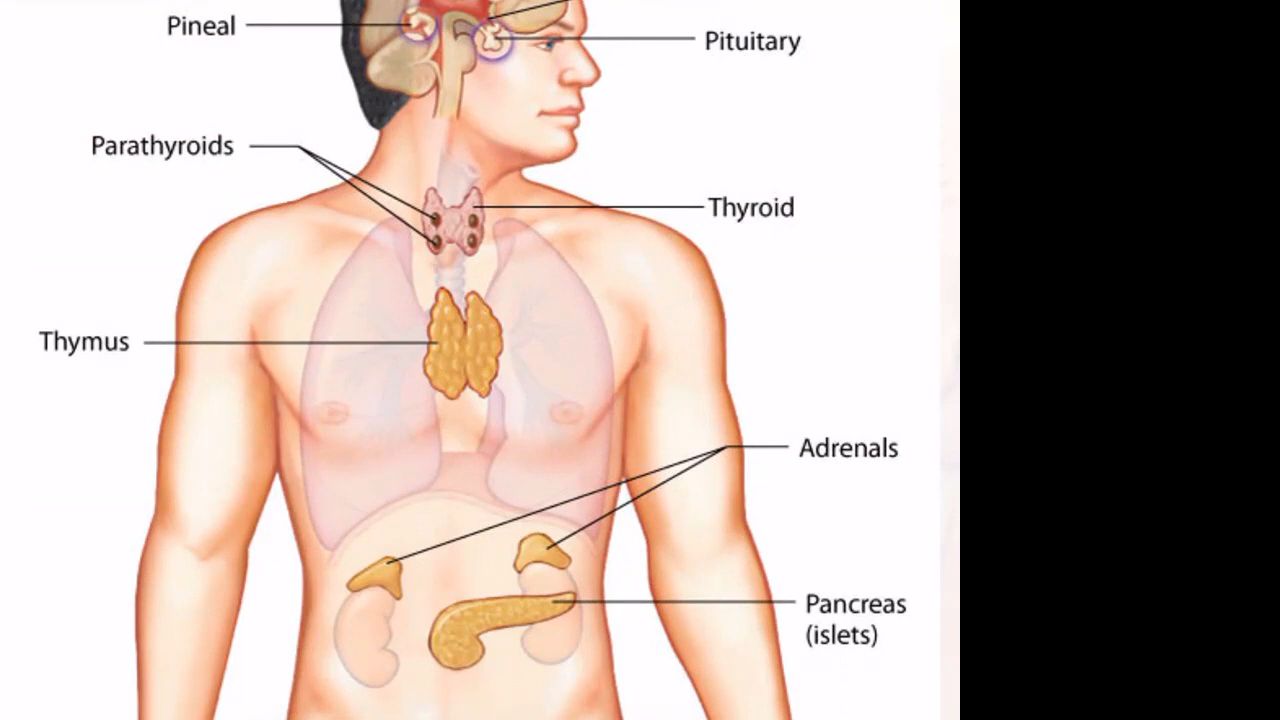 Pineal
Pituitary
Parathyroids
Thyroid
Thymus
Adrenals
Pancreas
(islets)